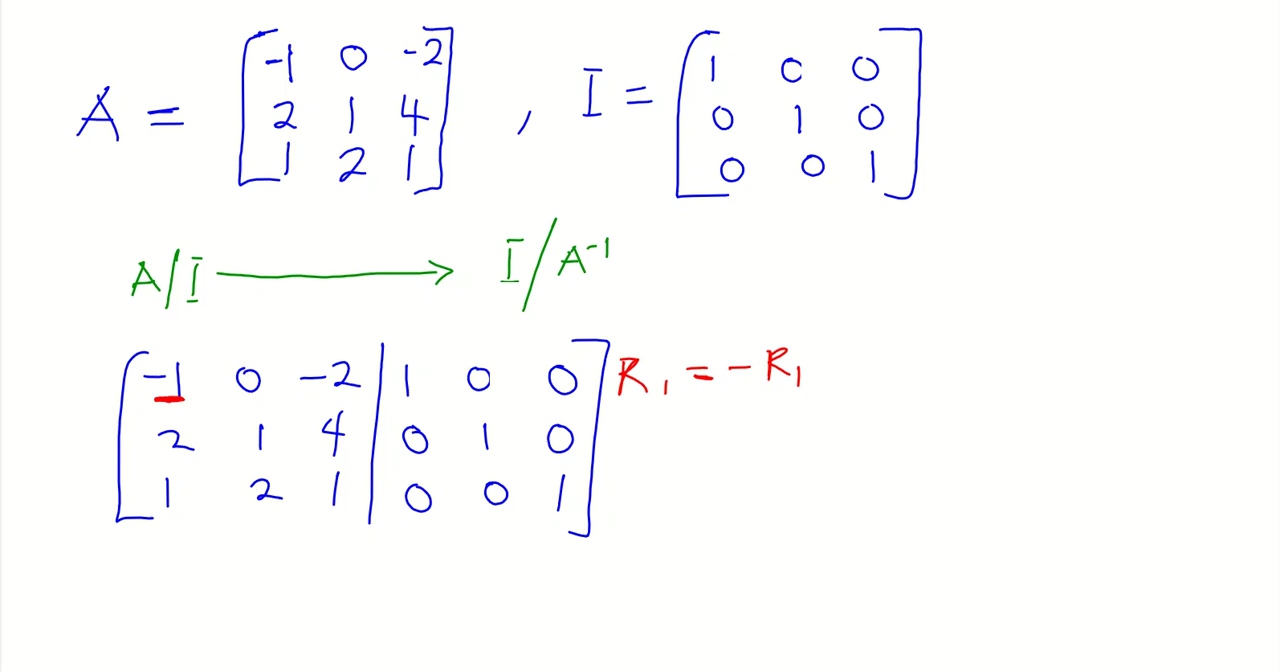 A = [ -1 0 -2 , I = [ 1 0 0
2 1 4 0 1 0
1 2 1 ] 0 0 1 ]
A/I ⟶ I/A⁻¹
[ -1 0 -2 | 1 0 0 ] R₁ = -R₁
2 1 4 | 0 1 0
1 2 1 | 0 0 1